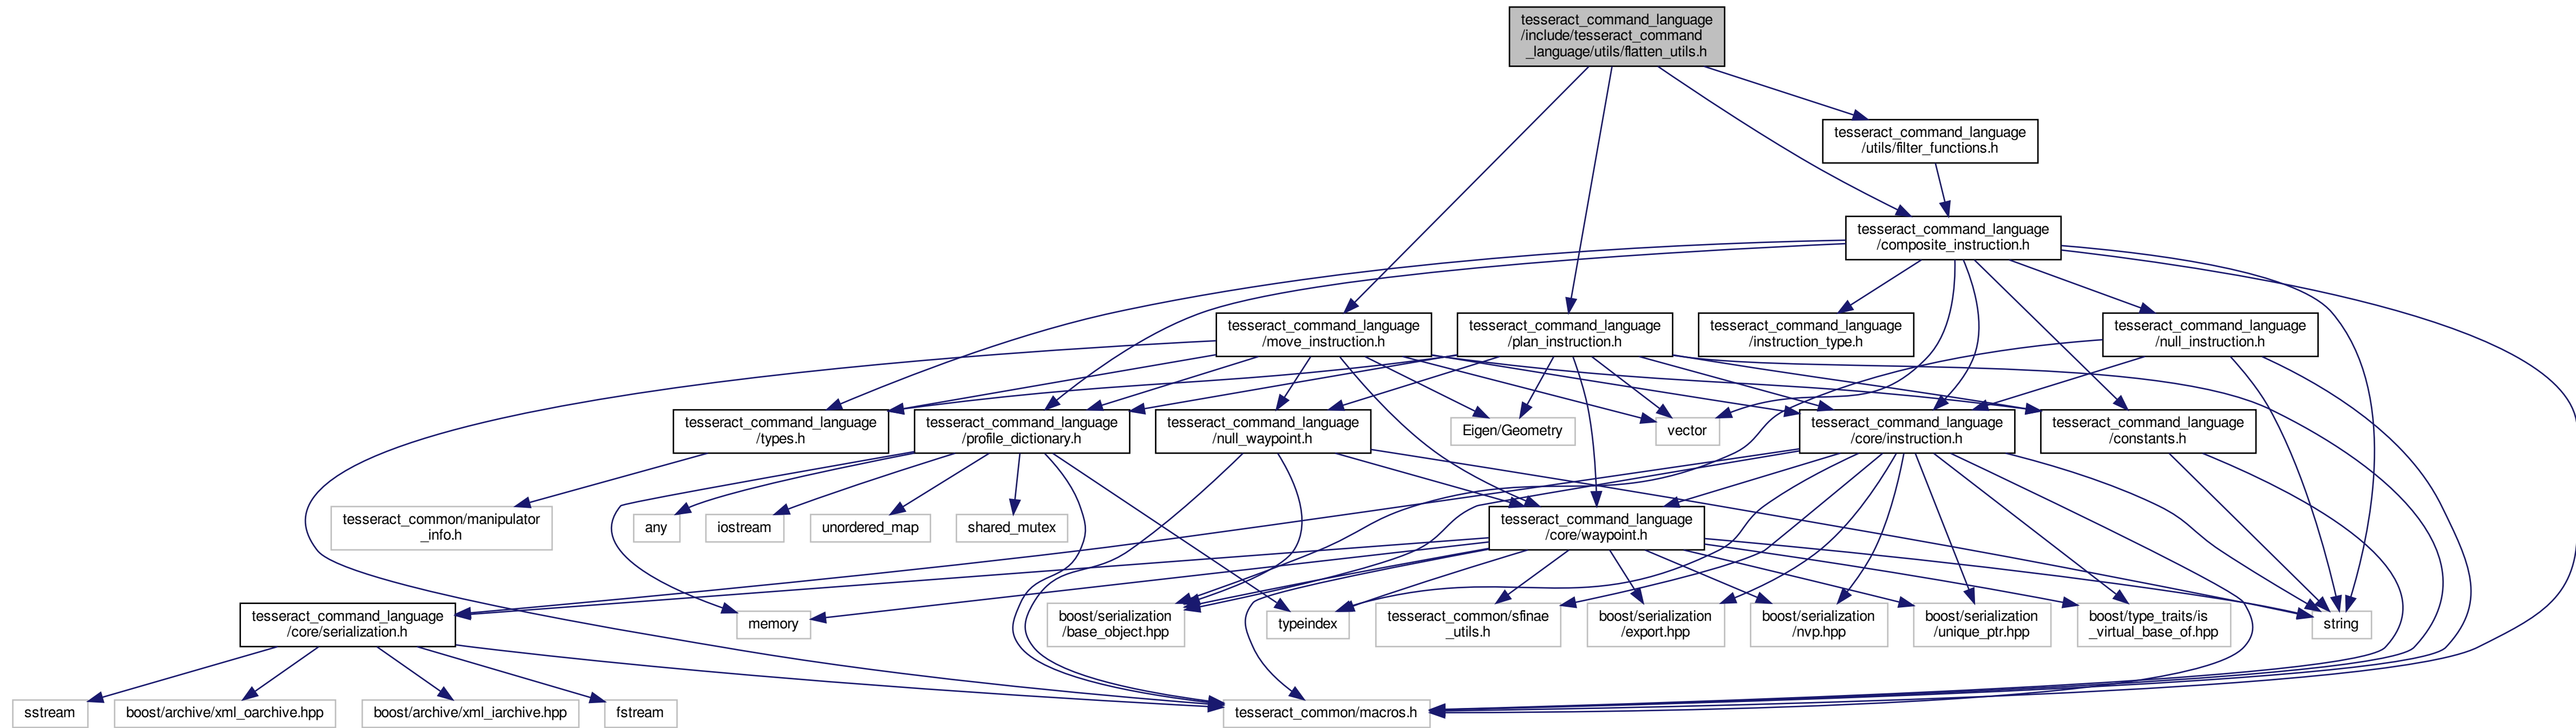 tesseract_command_language
/include/tesseract_command
_language/utils/flatten_utils.h
tesseract_command_language
/utils/filter_functions.h
tesseract_command_language
/composite_instruction.h
tesseract_command_language
/move_instruction.h
tesseract_command_language
/plan_instruction.h
tesseract_command_language
/instruction_type.h
tesseract_command_language
/null_instruction.h
tesseract_command_language
/types.h
tesseract_command_language
/profile_dictionary.h
tesseract_command_language
/null_waypoint.h
Eigen/Geometry
vector
tesseract_command_language
/core/instruction.h
tesseract_command_language
/constants.h
tesseract_common/manipulator
_info.h
any
iostream
unordered_map
shared_mutex
tesseract_command_language
/core/waypoint.h
tesseract_command_language
/core/serialization.h
memory
boost/serialization
/base_object.hpp
typeindex
tesseract_common/sfinae
_utils.h
boost/serialization
/export.hpp
boost/serialization
/nvp.hpp
boost/serialization
/unique_ptr.hpp
boost/type_traits/is
_virtual_base_of.hpp
string
sstream
boost/archive/xml_oarchive.hpp
boost/archive/xml_iarchive.hpp
fstream
tesseract_common/macros.h